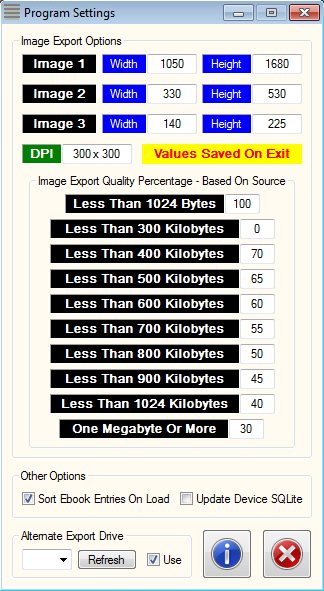 Program Settings
Image Export Options
Image 1 Width 1050 Height 1680
Image 2 Width 330 Height 530
Image 3 Width 140 Height 225
DPI 300 x 300 Values Saved On Exit
Image Export Quality Percentage - Based On Source
Less Than 1024 Bytes 100
Less Than 300 Kilobytes 0
Less Than 400 Kilobytes 70
Less Than 500 Kilobytes 65
Less Than 600 Kilobytes 60
Less Than 700 Kilobytes 55
Less Than 800 Kilobytes 50
Less Than 900 Kilobytes 45
Less Than 1024 Kilobytes 40
One Megabyte Or More 30
Other Options
Sort Ebook Entries On Load Update Device SQLite
Alternate Export Drive
Refresh Use